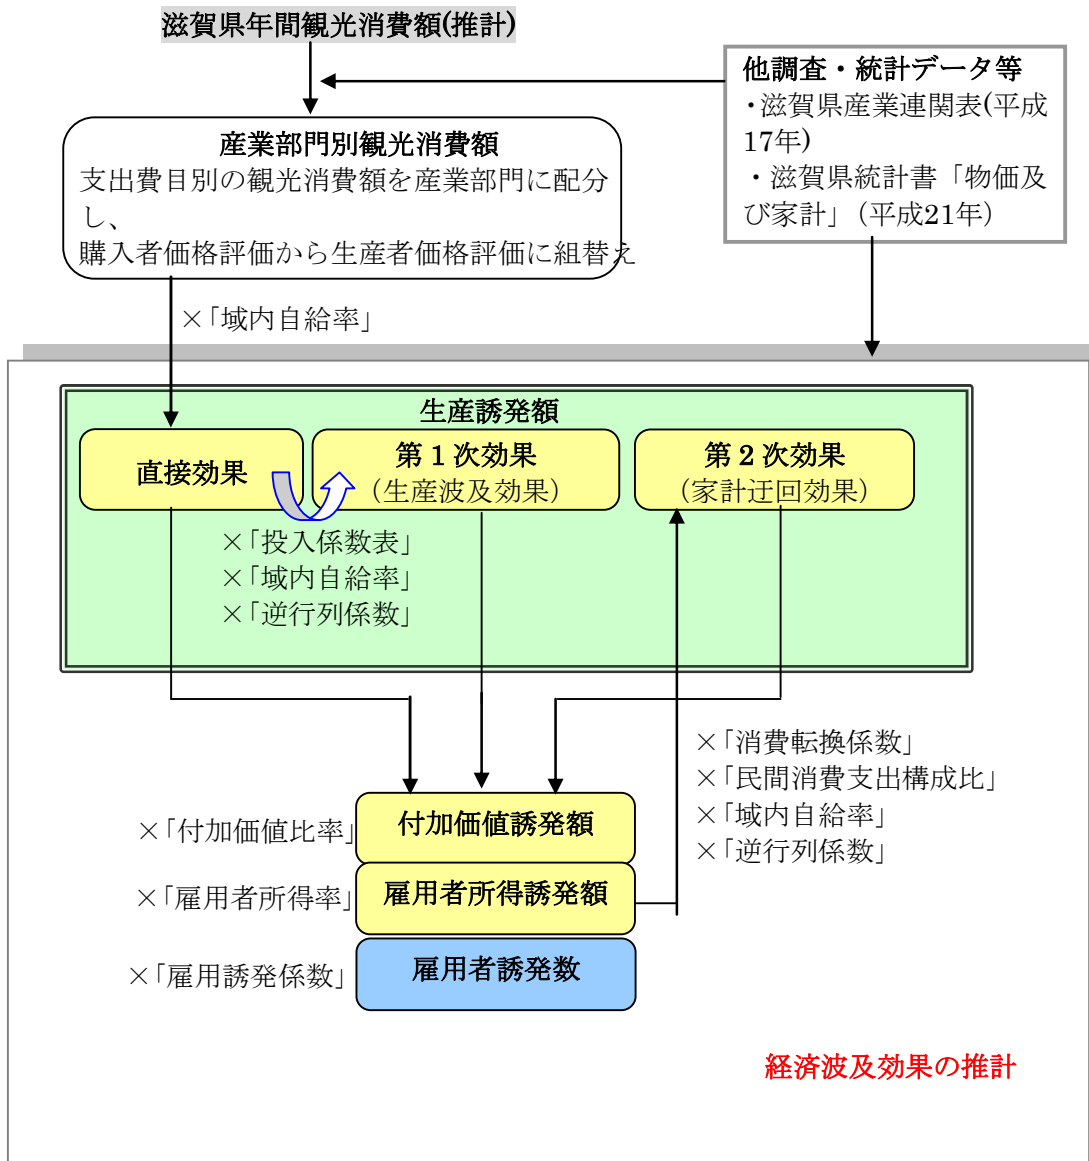 滋賀県年間観光消費額(推計)
他調査・統計データ等
・滋賀県産業連関表(平成
17年)
・滋賀県統計書「物価及
び家計」（平成21年）
産業部門別観光消費額
支出費目別の観光消費額を産業部門に配分
し、
購入者価格評価から生産者価格評価に組替え
×「域内自給率」
生産誘発額
直接効果
第１次効果
（生産波及効果）
第２次効果
（家計迂回効果）
×「投入係数表」
×「域内自給率」
×「逆行列係数」
×「消費転換係数」
×「民間消費支出構成比」
×「域内自給率」
×「逆行列係数」
×「付加価値比率」
付加価値誘発額
×「雇用者所得率」
雇用者所得誘発額
×「雇用誘発係数」
雇用者誘発数
経済波及効果の推計